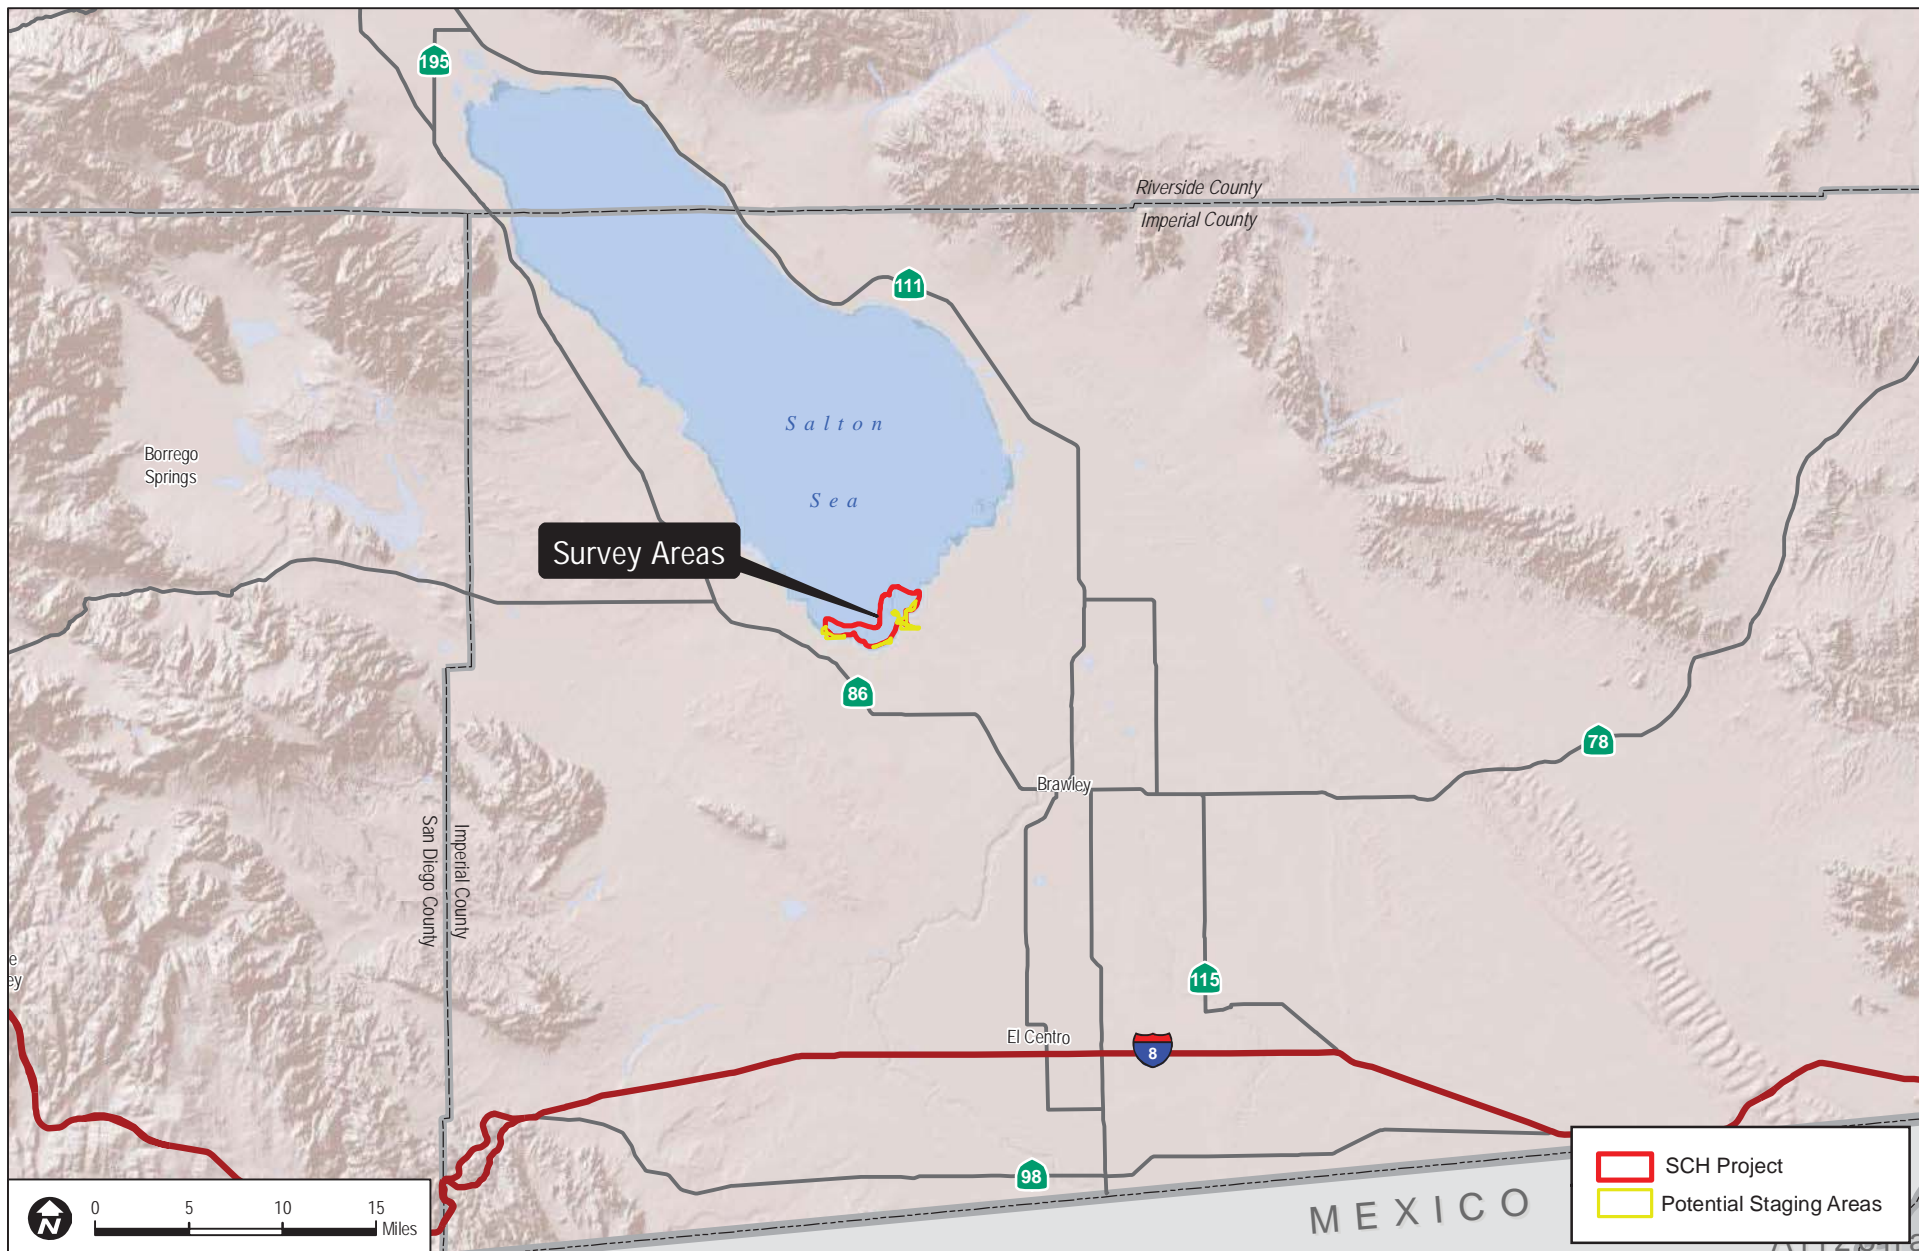 195
Riverside County
Imperial County
111
Salton
Sea
Borrego
Springs
Survey Areas
86
78
Brawley
San Diego County
Imperial County
115
El Centro
8
98
MEXICO
N
0 5 10 15
Miles
SCH Project
Potential Staging Areas